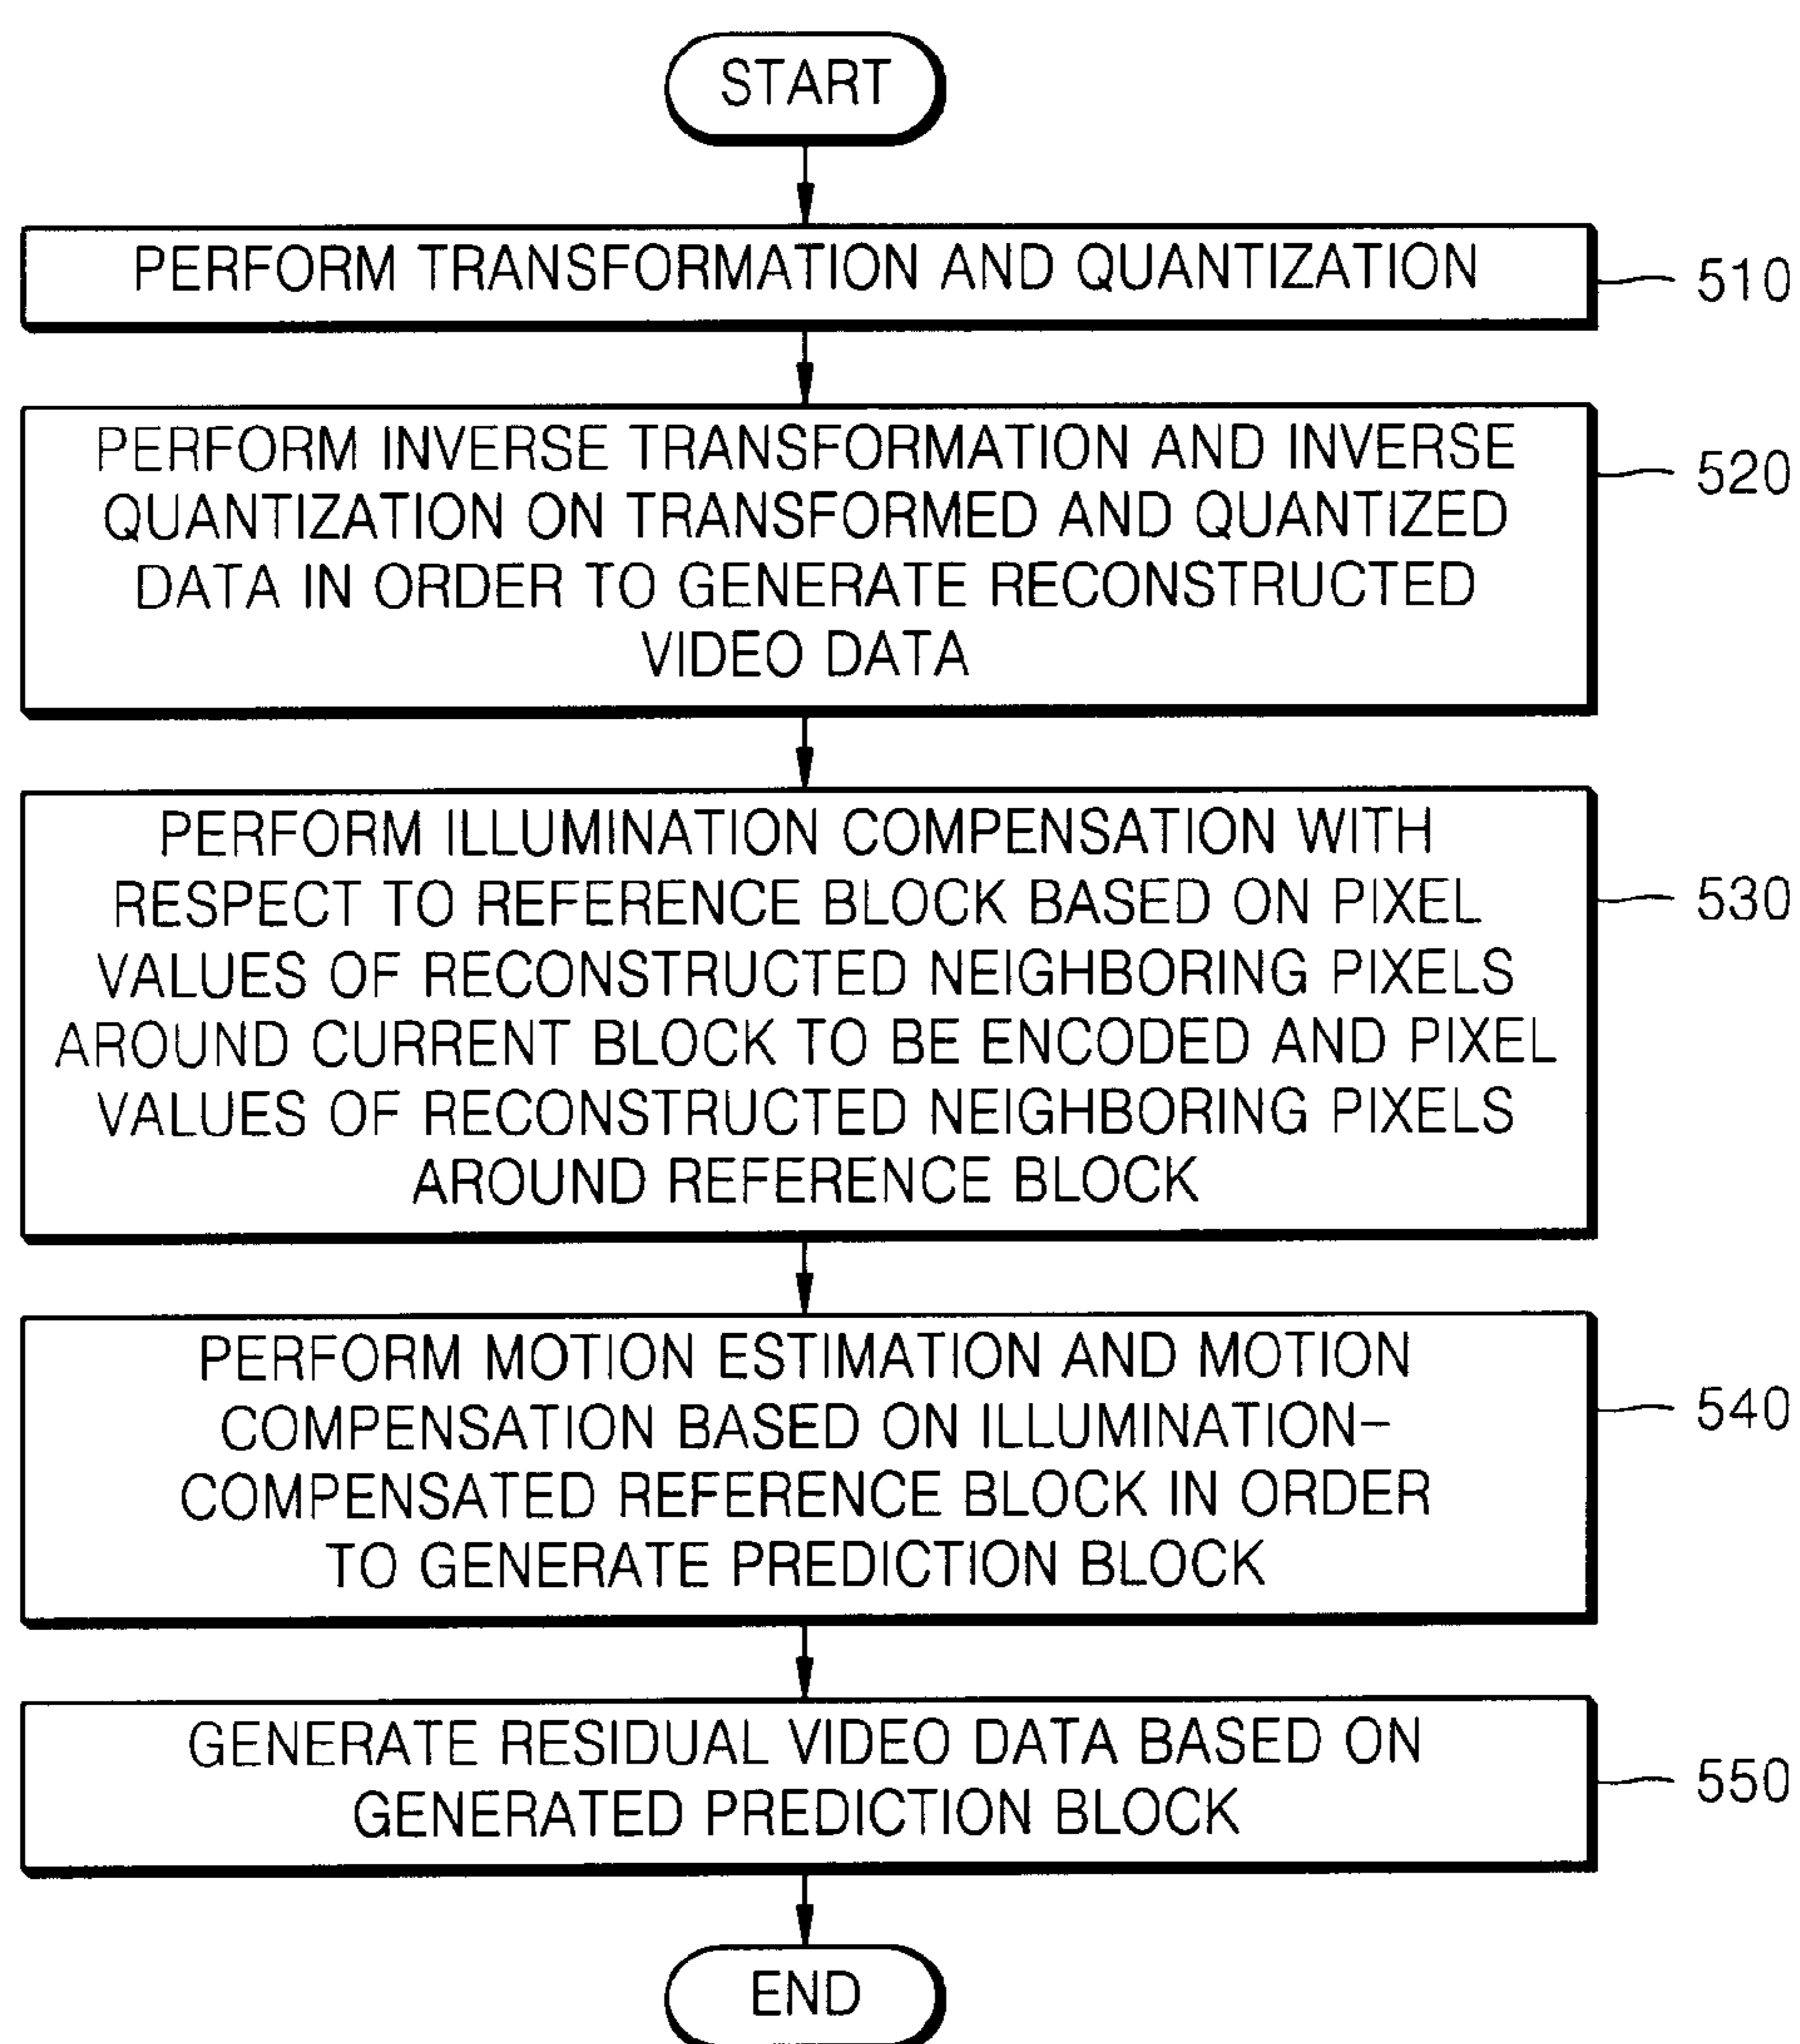 START
PERFORM TRANSFORMATION AND QUANTIZATION
510
PERFORM INVERSE TRANSFORMATION AND INVERSE
QUANTIZATION ON TRANSFORMED AND QUANTIZED
DATA IN ORDER TO GENERATE RECONSTRUCTED
VIDEO DATA
520
PERFORM ILLUMINATION COMPENSATION WITH
RESPECT TO REFERENCE BLOCK BASED ON PIXEL
VALUES OF RECONSTRUCTED NEIGHBORING PIXELS
AROUND CURRENT BLOCK TO BE ENCODED AND PIXEL
VALUES OF RECONSTRUCTED NEIGHBORING PIXELS
AROUND REFERENCE BLOCK
530
PERFORM MOTION ESTIMATION AND MOTION
COMPENSATION BASED ON ILLUMINATION-
COMPENSATED REFERENCE BLOCK IN ORDER
TO GENERATE PREDICTION BLOCK
540
GENERATE RESIDUAL VIDEO DATA BASED ON
GENERATED PREDICTION BLOCK
550
END